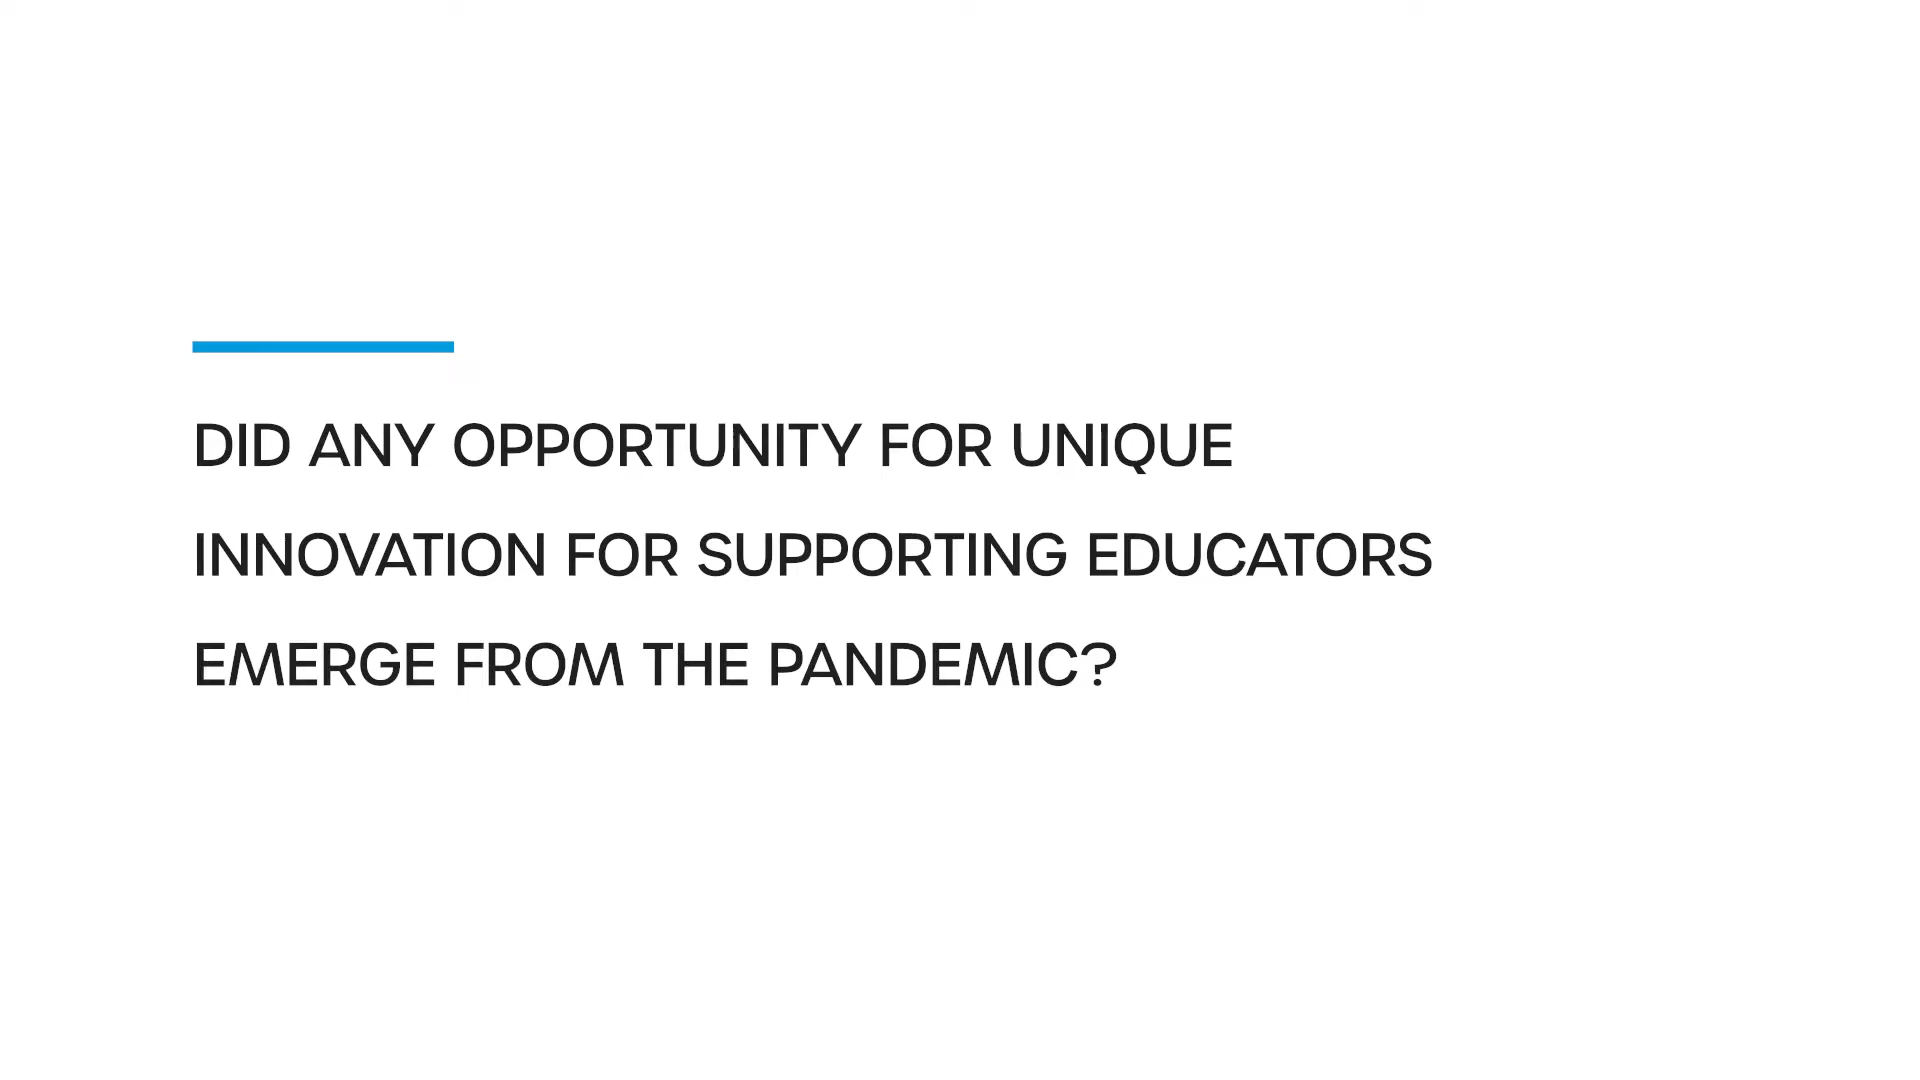 DID ANY OPPORTUNITY FOR UNIQUE
INNOVATION FOR SUPPORTING EDUCATORS
EMERGE FROM THE PANDEMIC?